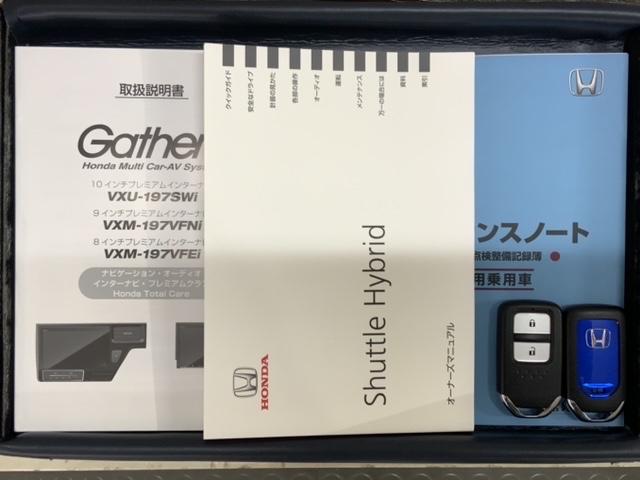 取扱説明書
Gather
Honda Multi Car-AV Sys
10インチプレミアムインターナ
VXU-197SWi
9インチプレミアムインターナビ
VXM-197VFNi
8インチプレミアムインターナビ
VXM-197VFEi
ナビゲーション・オーディオ
インターナビ・プレミアムクラブ
Honda Total Care
クイックガイド
安全なドライブ
計器の見かた
各部の操作
オーディオ
運転
メンテナンス
万一の場合には
資料
索引
Shuttle Hybrid
オーナーズマニュアル
HONDA
ンスノート
点検整備記録簿
用乗用車